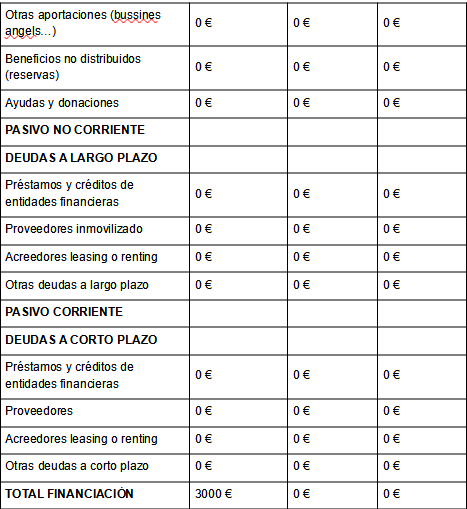 Otras aportaciones (bussines
angels...)
0 € 0 € 0 €
Beneficios no distribuidos
(reservas)
0 € 0 € 0 €
Ayudas y donaciones 0 € 0 € 0 €
PASIVO NO CORRIENTE
DEUDAS A LARGO PLAZO
Préstamos y créditos de
entidades financieras
0 € 0 € 0 €
Proveedores inmovilizado 0 € 0 € 0 €
Acreedores leasing o renting 0 € 0 € 0 €
Otras deudas a largo plazo 0 € 0 € 0 €
PASIVO CORRIENTE
DEUDAS A CORTO PLAZO
Préstamos y créditos de
entidades financieras
0 € 0 € 0 €
Proveedores 0 € 0 € 0 €
Acreedores leasing o renting 0 € 0 € 0 €
Otras deudas a corto plazo 0 € 0 € 0 €
TOTAL FINANCIACIÓN 3000 € 0 € 0 €